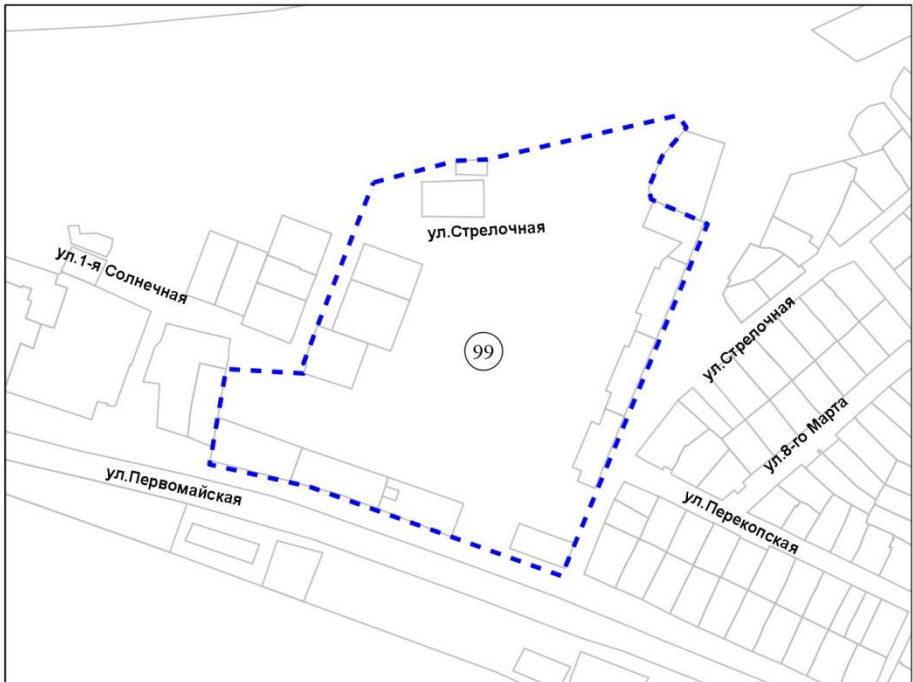 ул.Стрелочная
ул.1-я Солнечная
ул.Стрелочная
99
ул.8-го Марта
ул.Первомайская
ул.Перекопская